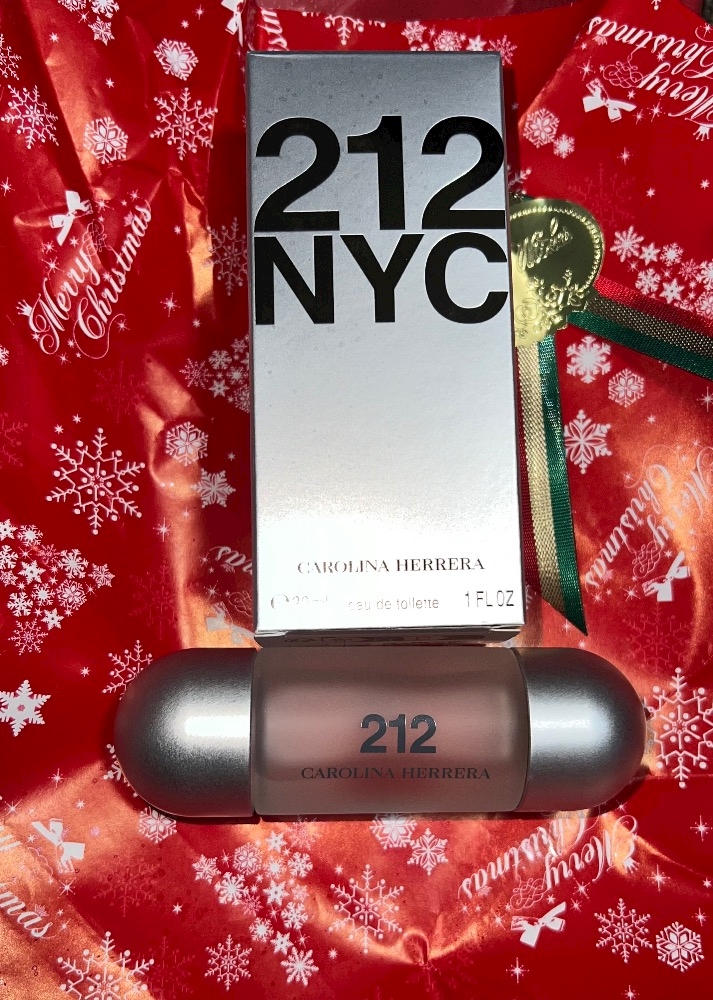 212
NYC
CAROLINA HERRERA
℮ 30ml eau de toilette 1 FL OZ
212
CAROLINA HERRERA
Merry
Christmas
Merry
Christmas
Merry
Christmas
Merry
Christmas